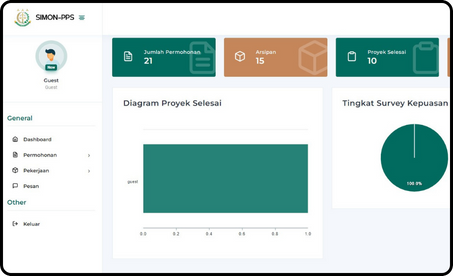 SIMON-PPS
New
Guest
Guest
General
Dashboard
Permohonan
Pekerjaan
Pesan
Other
Keluar
Jumlah Permohonan
21
Arsipan
15
Proyek Selesai
10
Diagram Proyek Selesai
guest
0.0 0.2 0.4 0.6 0.8 1.0
Tingkat Survey Kepuasan
100.0%